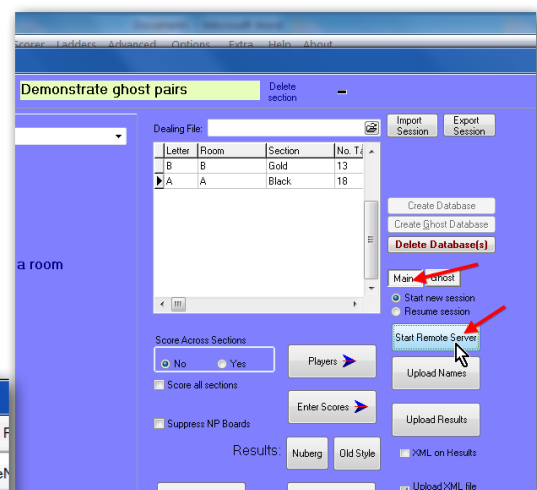 Scorer Ladders Advanced Options Extra Help About
Demonstrate ghost pairs
Delete
section
Dealing File:
Import
Session
Export
Session
Letter Room Section No. Ta
B B Gold 13
A A Black 18
Create Database
Create Ghost Database
Delete Database(s)
a room
Main Ghost
Start new session
Resume session
Score Across Sections
No Yes
Players
Start Remote Server
Score all sections
Upload Names
Enter Scores
Suppress NP Boards
Upload Results
Results: Nuberg Old Style
XML on Results
Upload XML file